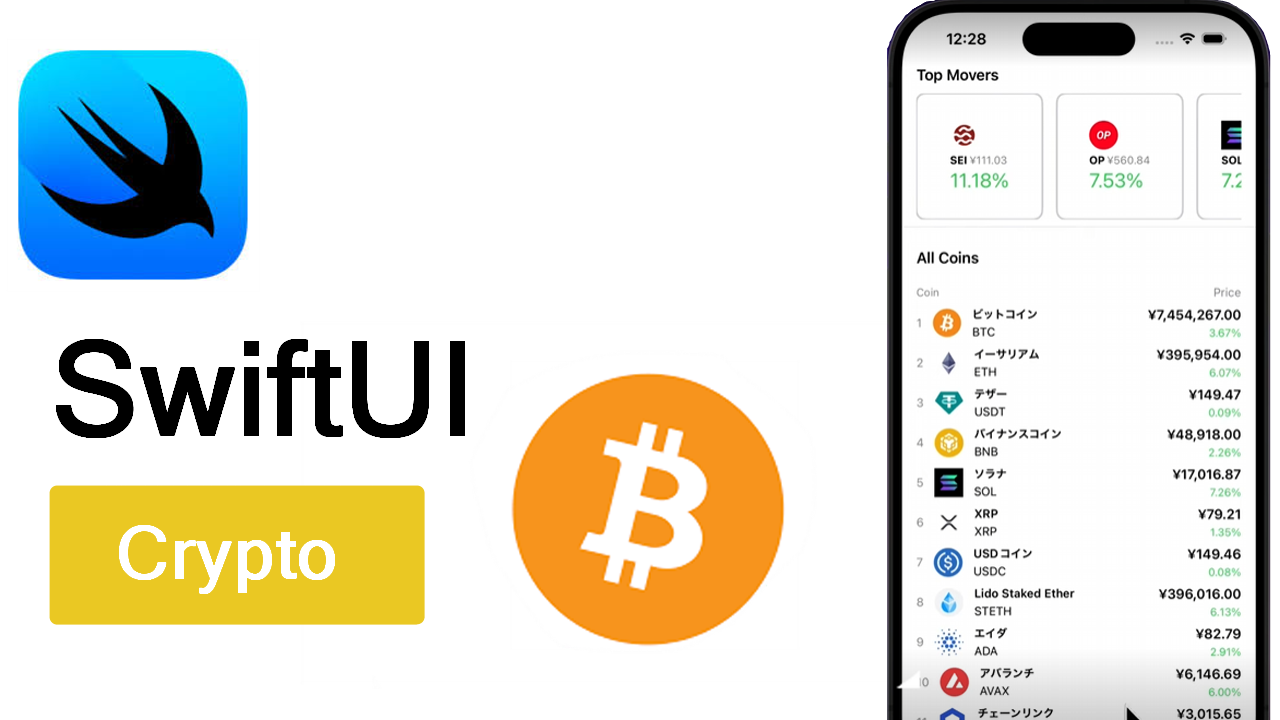 SwiftUI
Crypto
12:28
Top Movers
OP
SEI ¥111.03
11.18%
OP ¥560.84
7.53%
SOL
7.2
All Coins
Coin Price
1 ビットコイン ¥7,454,267.00
BTC 3.67%
2 イーサリアム ¥395,954.00
ETH 6.07%
3 テザー ¥149.47
USDT 0.09%
4 バイナンスコイン ¥48,918.00
BNB 2.26%
5 ソラナ ¥17,016.87
SOL 7.26%
6 XRP ¥79.21
XRP 1.35%
7 USDコイン ¥149.46
USDC 0.08%
8 Lido Staked Ether ¥396,016.00
STETH 6.13%
9 エイダ ¥82.79
ADA 2.91%
10 アバランチ ¥6,146.69
AVAX 6.00%
チェーンリンク ¥3,015.65